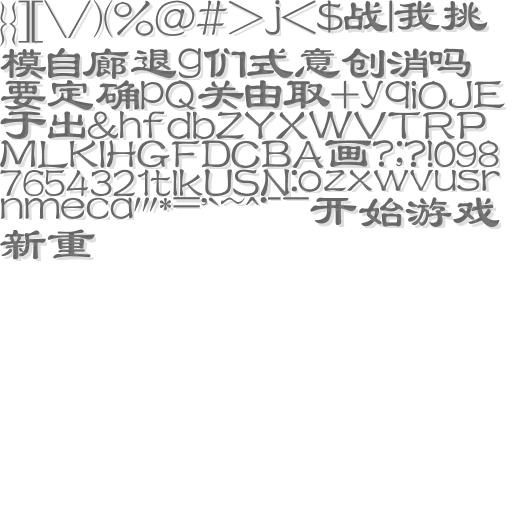 }{][\/)(%@#>j<$战|我挑
模自廊退g们式意创消吗
要定确pQ关由取+yqiOJE
于出&hfdbZYXWVTRP
MLKIHGFDCBA画?;?!098
7654321tlkUSN:ozxwvusr
nmeca"'*="`~^:-—开始游戏
新重